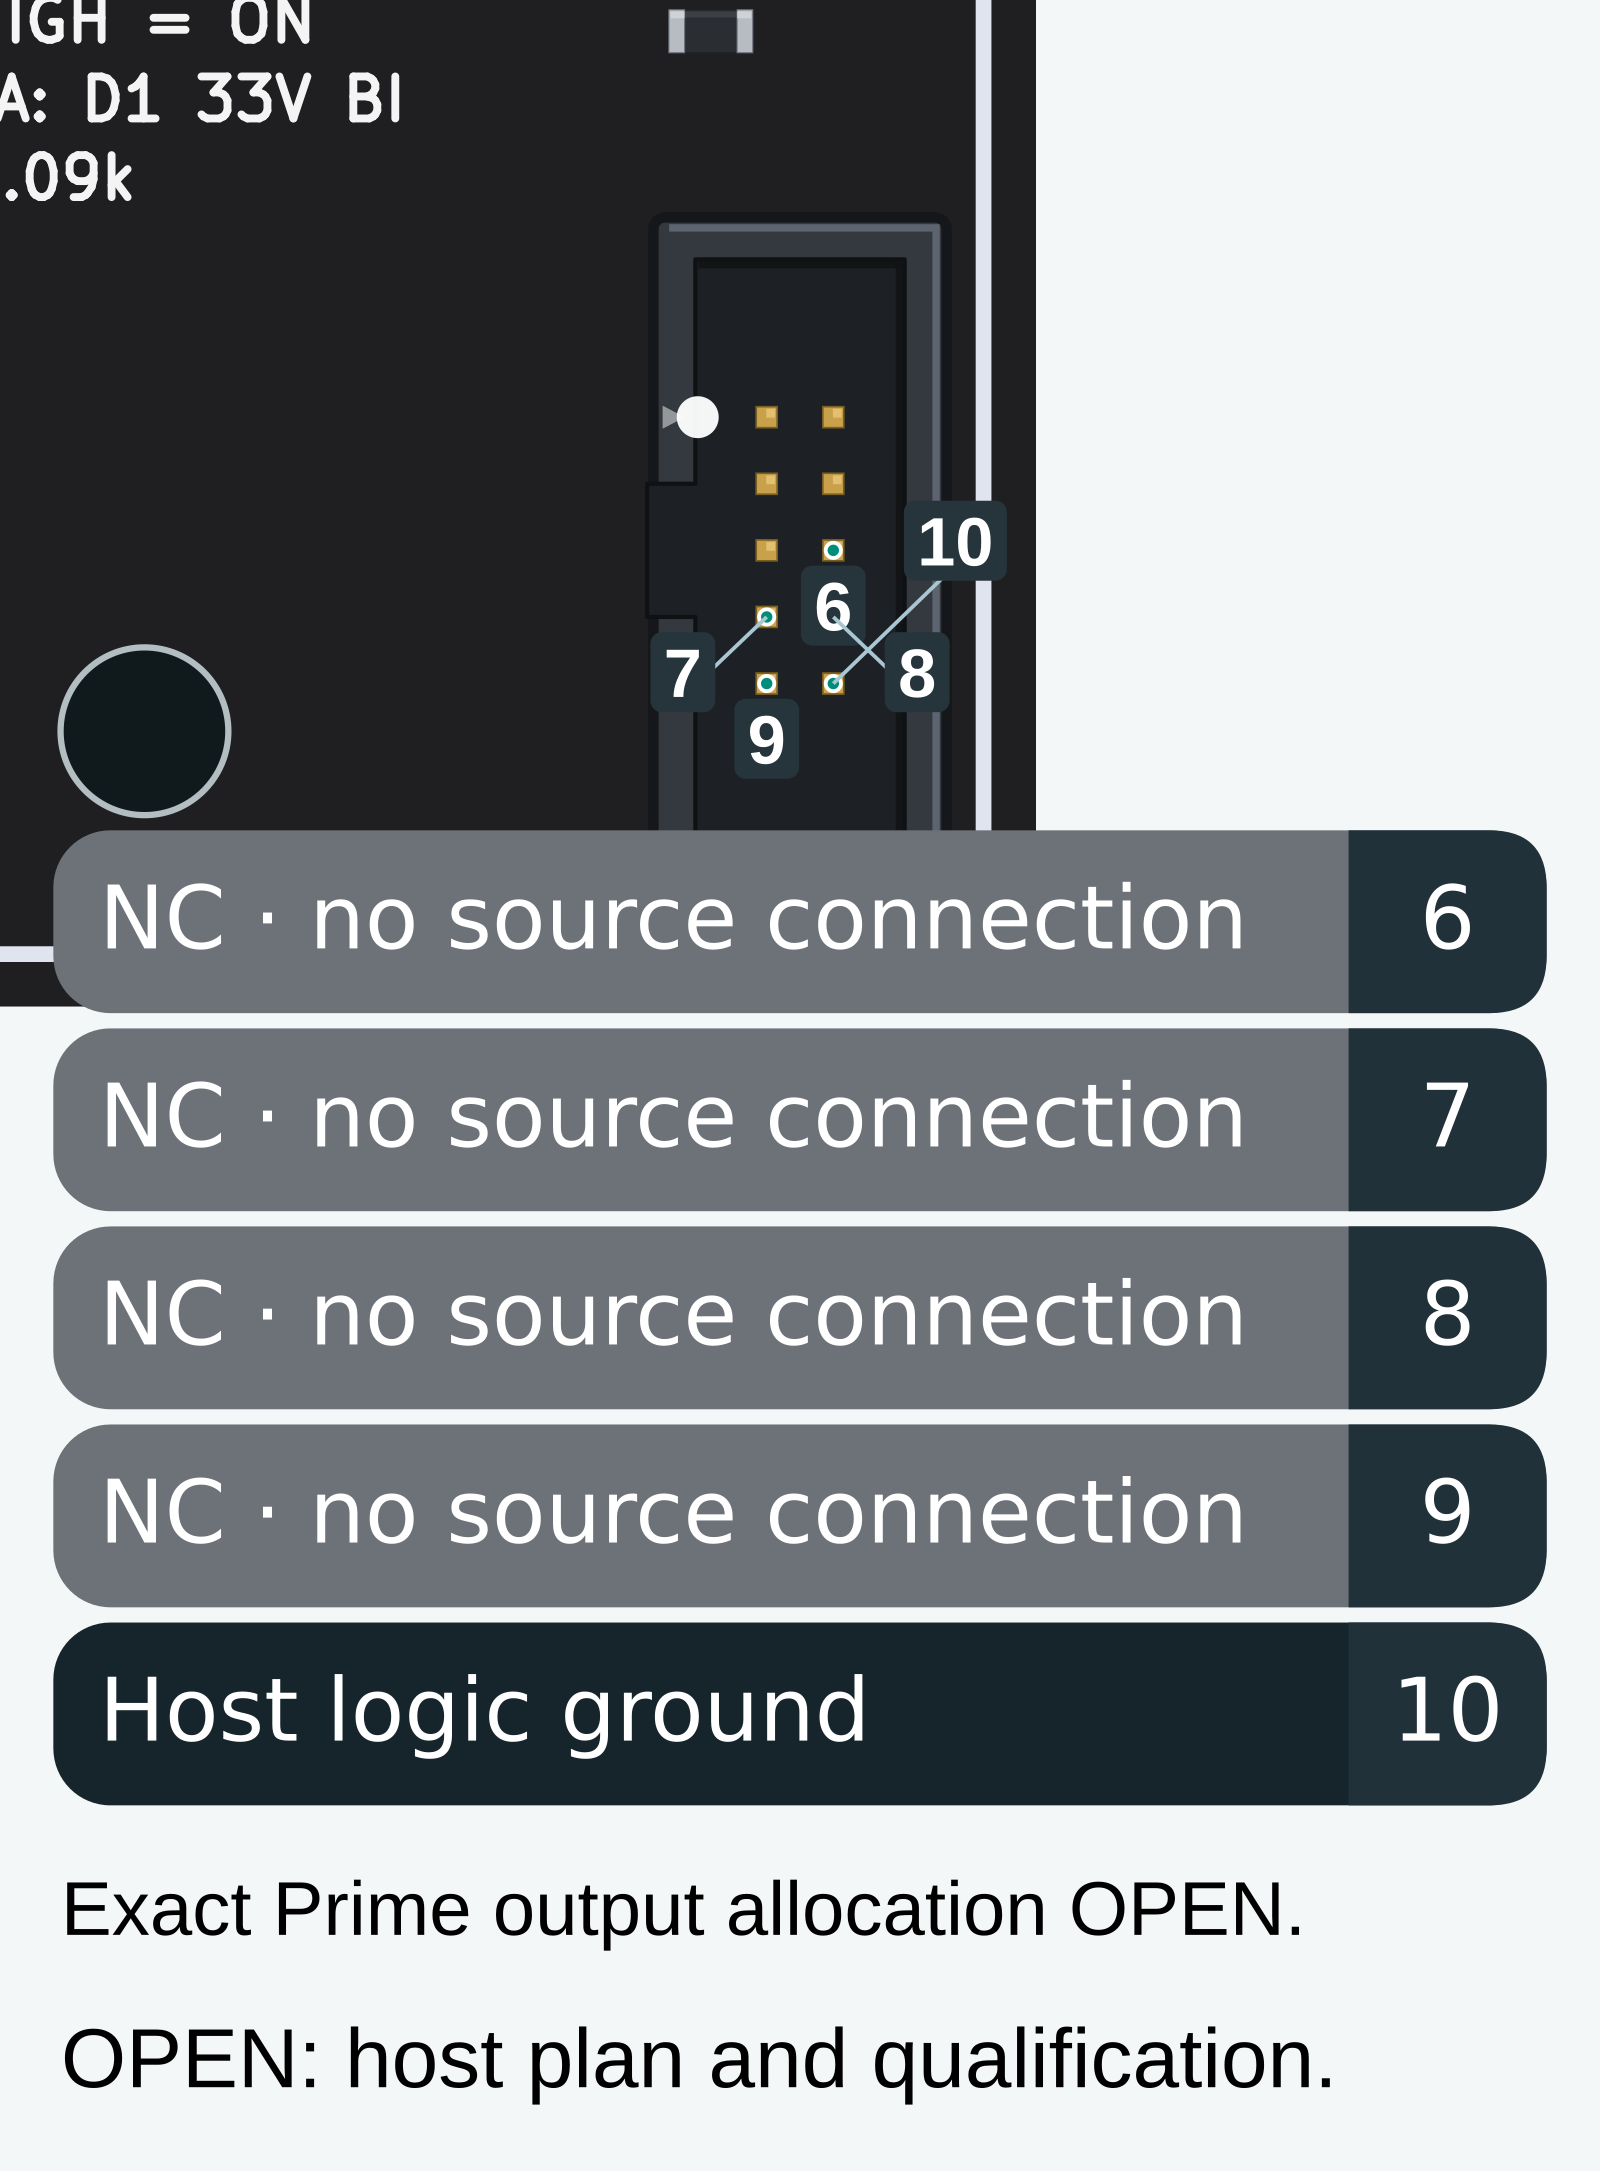 IGH = ON
A: D1 33V BI
.09k
10
6
7
8
9
NC · no source connection 6
NC · no source connection 7
NC · no source connection 8
NC · no source connection 9
Host logic ground 10
Exact Prime output allocation OPEN.
OPEN: host plan and qualification.